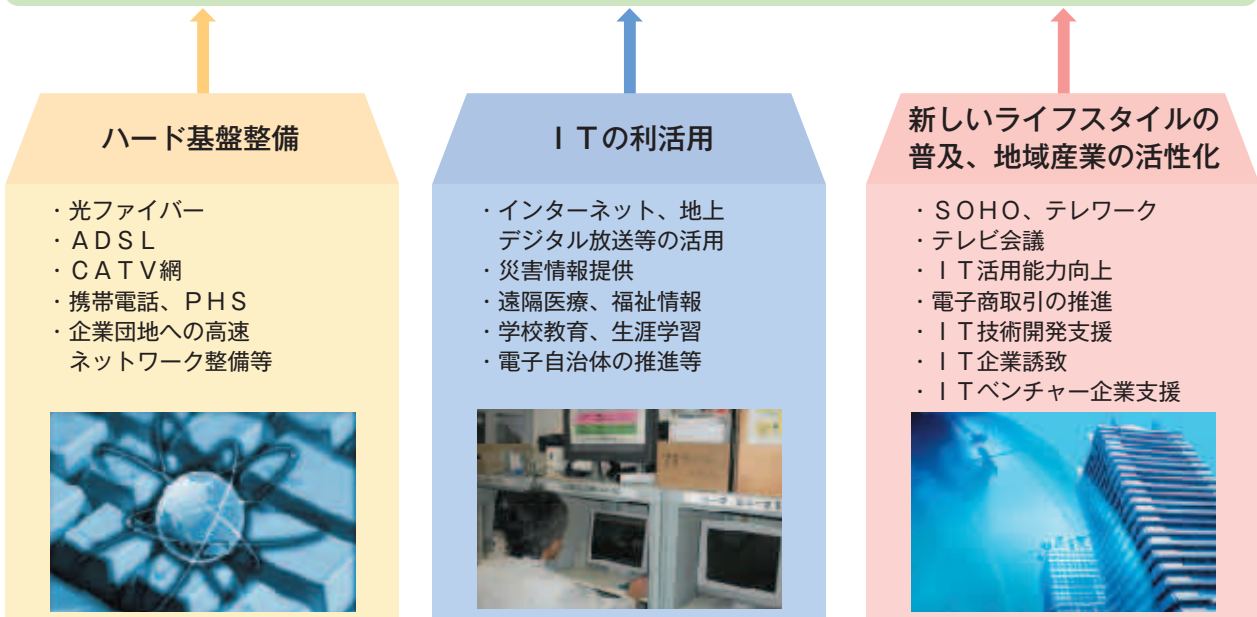 ハード基盤整備
・光ファイバー
・ＡＤＳＬ
・ＣＡＴＶ網
・携帯電話、ＰＨＳ
・企業団地への高速
ネットワーク整備等
ＩＴの利活用
・インターネット、地上
デジタル放送等の活用
・災害情報提供
・遠隔医療、福祉情報
・学校教育、生涯学習
・電子自治体の推進等
新しいライフスタイルの
普及、地域産業の活性化
・ＳＯＨＯ、テレワーク
・テレビ会議
・ＩＴ活用能力向上
・電子商取引の推進
・ＩＴ技術開発支援
・ＩＴ企業誘致
・ＩＴベンチャー企業支援